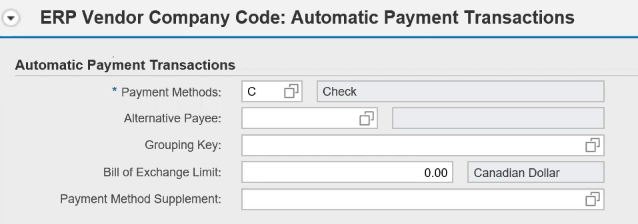 ERP Vendor Company Code: Automatic Payment Transactions
Automatic Payment Transactions
* Payment Methods: C Check
Alternative Payee:
Grouping Key:
Bill of Exchange Limit: 0.00 Canadian Dollar
Payment Method Supplement: